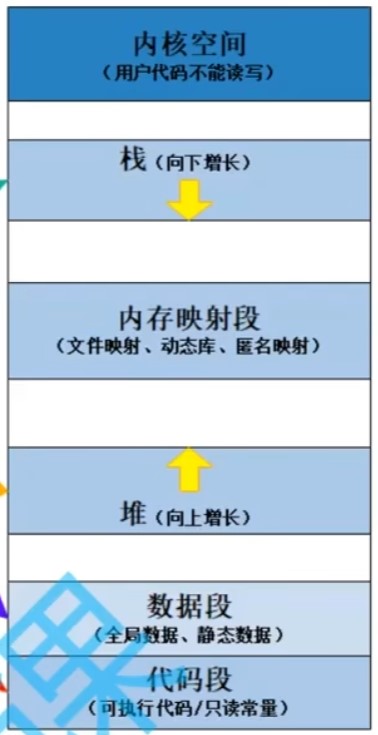 内核空间
（用户代码不能读写）
栈（向下增长）
内存映射段
（文件映射、动态库、匿名映射）
堆（向上增长）
数据段
（全局数据、静态数据）
代码段
（可执行代码/只读常量）
课